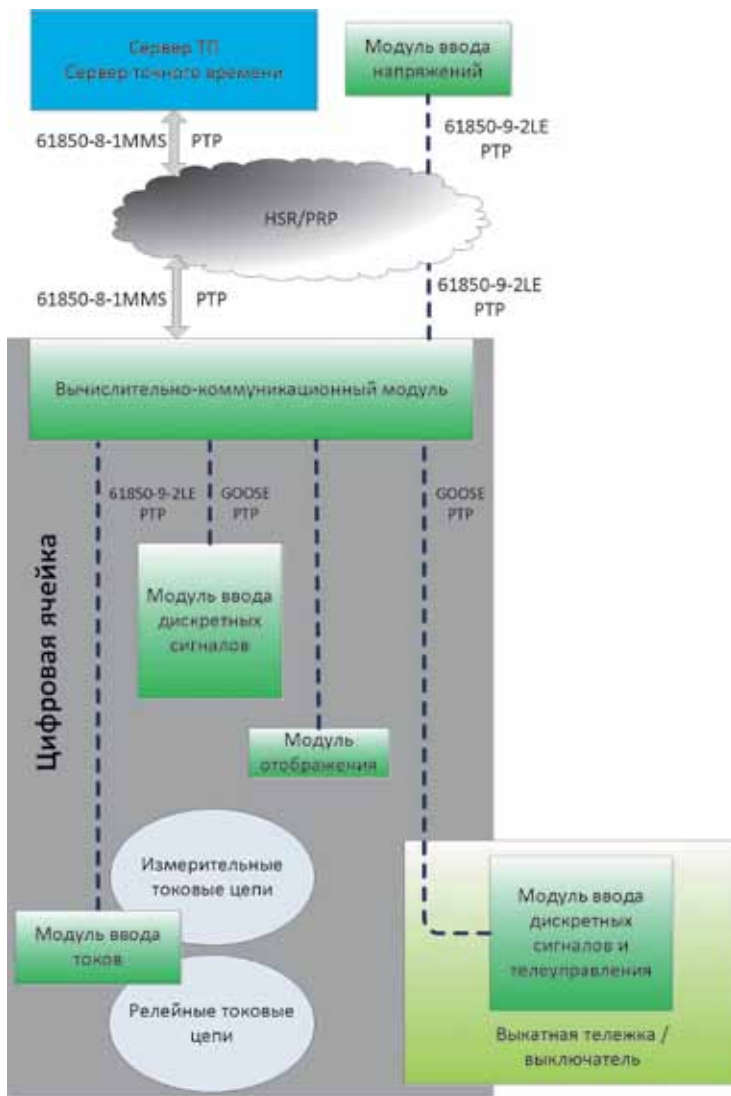 Сервер ТП
Сервер точного времени
Модуль ввода
напряжений
61850-8-1MMS
PTP
61850-9-2LE
PTP
HSR/PRP
61850-8-1MMS
PTP
61850-9-2LE
PTP
Вычислительно-коммуникационный модуль
61850-9-2LE
PTP
GOOSE
PTP
GOOSE
PTP
Цифровая ячейка
Модуль ввода
дискретных
сигналов
Модуль
отображения
Измерительные
токовые цепи
Модуль ввода
токов
Релейные токовые
цепи
Модуль ввода
дискретных
сигналов и
телеуправления
Выкатная тележка /
выключатель